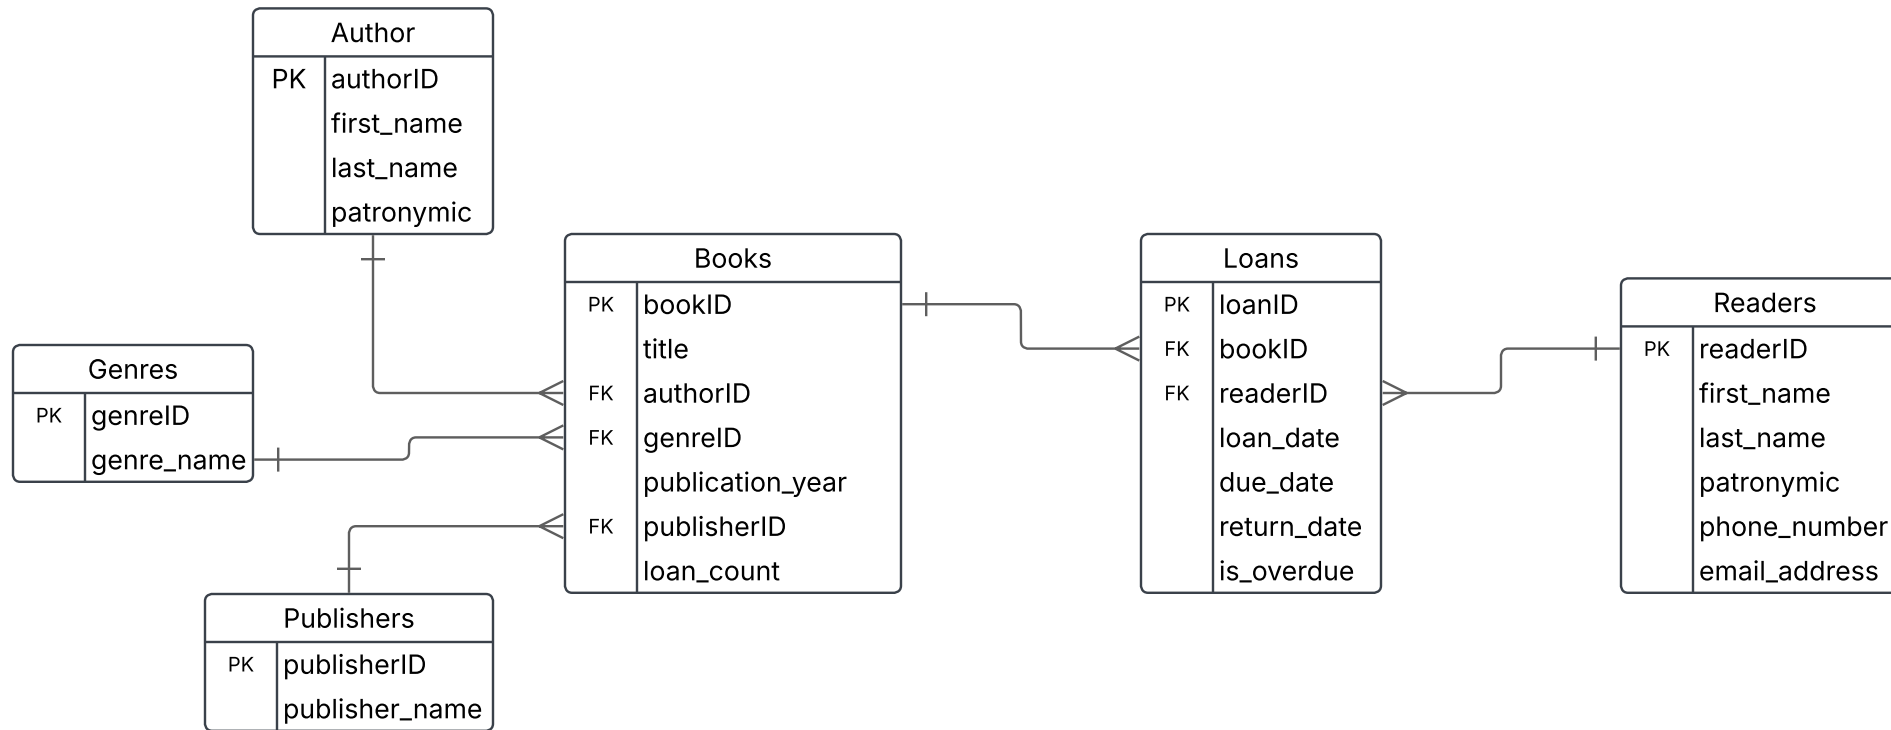 Author
PK authorID
first_name
last_name
patronymic
Genres
PK genreID
genre_name
Publishers
PK publisherID
publisher_name
Books
PK bookID
title
FK authorID
FK genreID
publication_year
FK publisherID
loan_count
Loans
PK loanID
FK bookID
FK readerID
loan_date
due_date
return_date
is_overdue
Readers
PK readerID
first_name
last_name
patronymic
phone_number
email_address